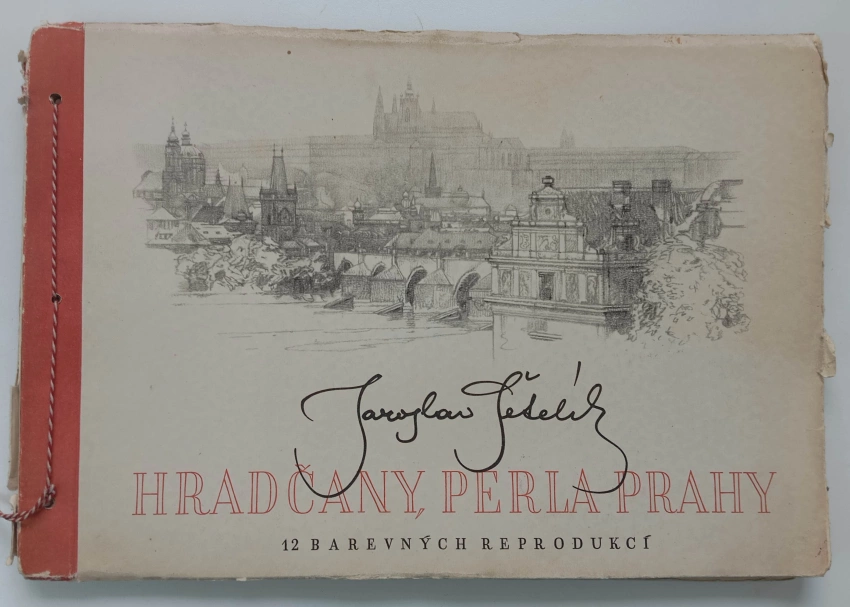 Jaroslav Šetelík
HRADČANY, PERLA PRAHY
12 BAREVNÝCH REPRODUKCÍ